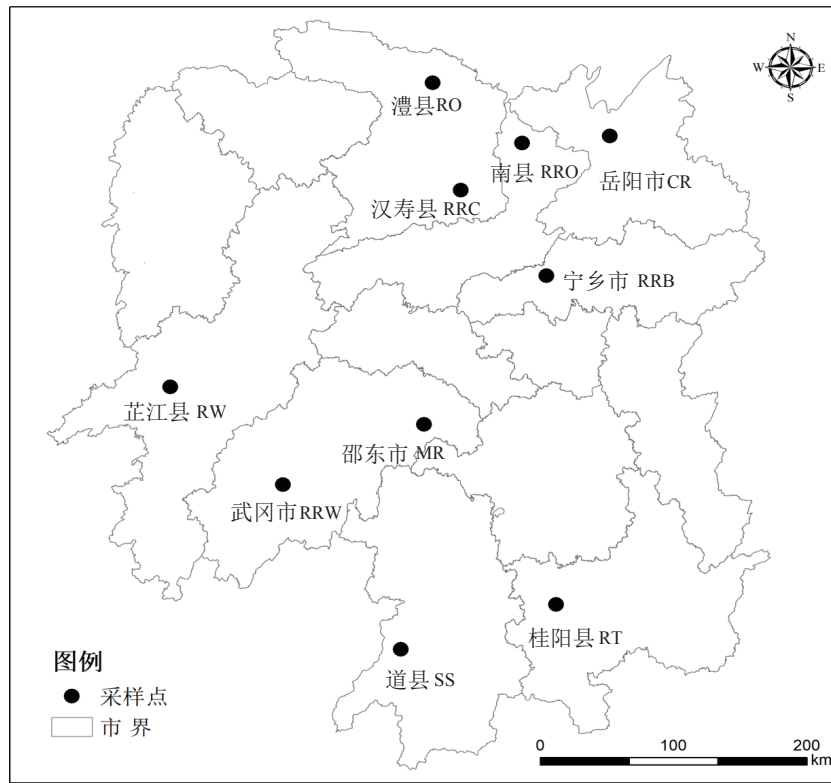 N
W E
S
澧县RO
南县 RRO
岳阳市CR
汉寿县 RRC
宁乡市 RRB
芷江县 RW
邵东市 MR
武冈市RRW
桂阳县 RT
道县 SS
图例
采样点
市 界
0 100 200
km